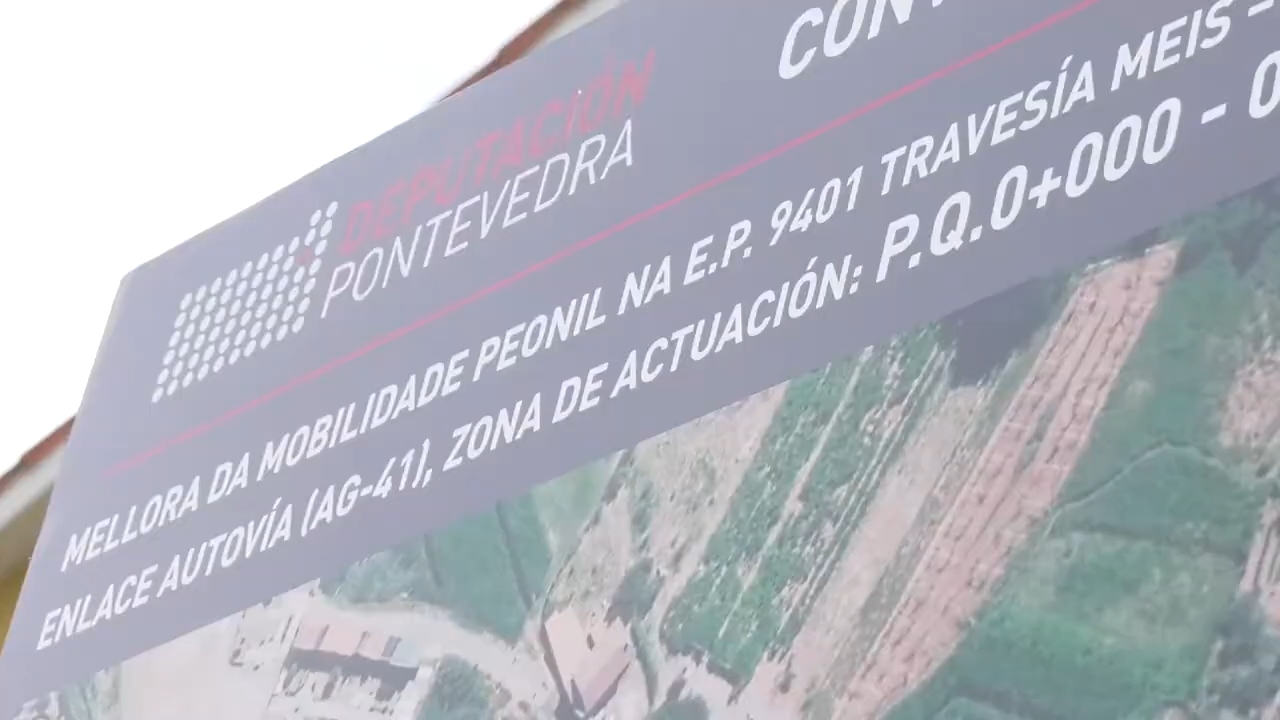 DEPUTACIÓN
PONTEVEDRA
MELLORA DA MOBILIDADE PEONIL NA E.P. 9401 TRAVESÍA MEIS –
ENLACE AUTOVÍA (AG-41), ZONA DE ACTUACIÓN: P.Q.0+000 - 0